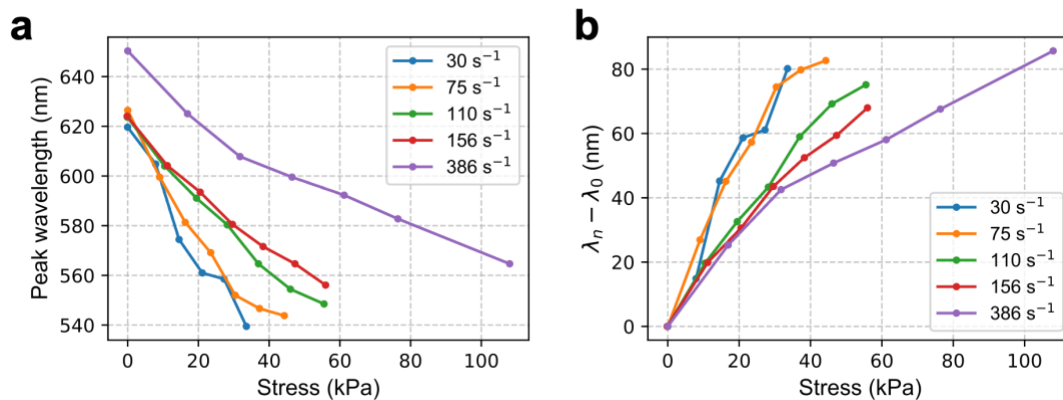 a
Peak wavelength (nm)
640
620
600
580
560
540
0 20 40 60 80 100
Stress (kPa)
30 s⁻¹
75 s⁻¹
110 s⁻¹
156 s⁻¹
386 s⁻¹
b
λₙ − λ₀ (nm)
80
60
40
20
0
0 20 40 60 80 100
Stress (kPa)
30 s⁻¹
75 s⁻¹
110 s⁻¹
156 s⁻¹
386 s⁻¹